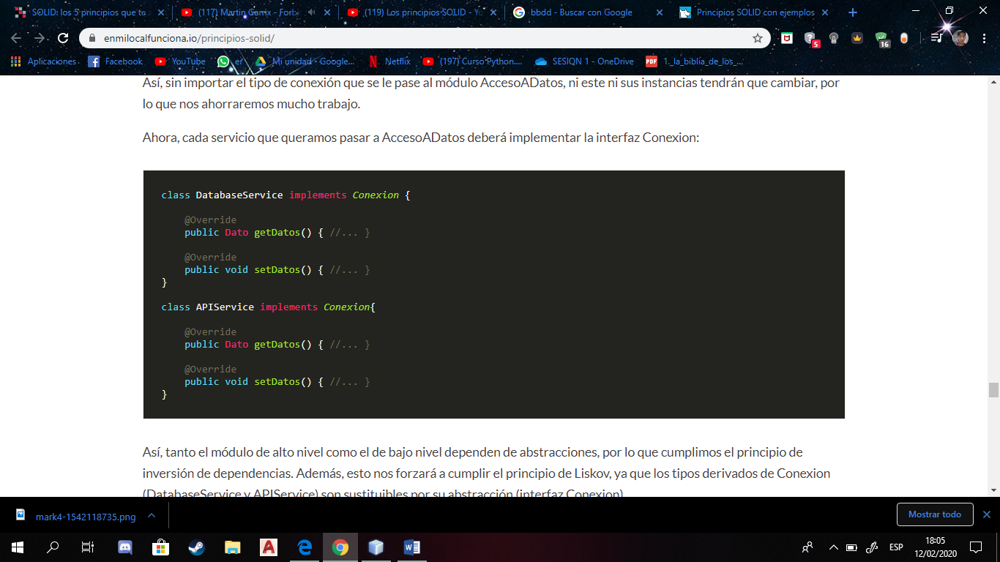 SOLID: los 5 principios que te a
(117) Martin Garrix - Forbi
(119) Los principios SOLID - Yo
bbdd - Buscar con Google
Principios SOLID con ejemplos
enmilocalfunciona.io/principios-solid/
5
16
Aplicaciones
Facebook
YouTube
er
Mi unidad - Google...
Netflix
(197) Curso Python....
SESIQN 1 - OneDrive
PDF
1._la_biblia_de_los_...
Así, sin importar el tipo de conexión que se le pase al módulo AccesoADatos, ni este ni sus instancias tendrán que cambiar, por
lo que nos ahorraremos mucho trabajo.
Ahora, cada servicio que queramos pasar a AccesoADatos deberá implementar la interfaz Conexion:
class DatabaseService implements Conexion {
@Override
public Dato getDatos() { //... }
@Override
public void setDatos() { //... }
}
class APIService implements Conexion{
@Override
public Dato getDatos() { //... }
@Override
public void setDatos() { //... }
}
Así, tanto el módulo de alto nivel como el de bajo nivel dependen de abstracciones, por lo que cumplimos el principio de
inversión de dependencias. Además, esto nos forzará a cumplir el principio de Liskov, ya que los tipos derivados de Conexion
(DatabaseService y APIService) son sustituibles por su abstracción (interfaz Conexion).
mark4-1542118735.png
Mostrar todo
ESP
18:05
12/02/2020